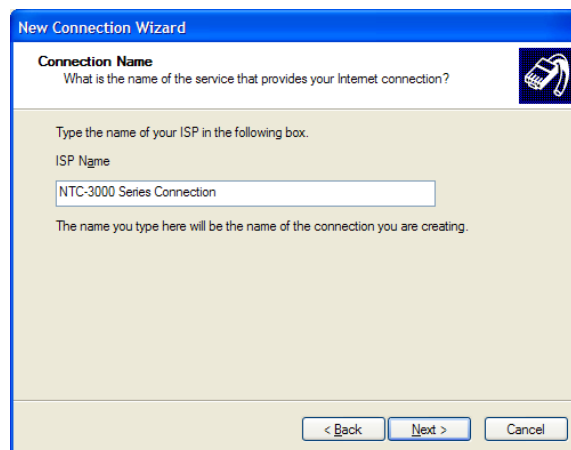 New Connection Wizard
Connection Name
What is the name of the service that provides your Internet connection?
Type the name of your ISP in the following box.
ISP Name
NTC-3000 Series Connection
The name you type here will be the name of the connection you are creating.
< Back
Next >
Cancel